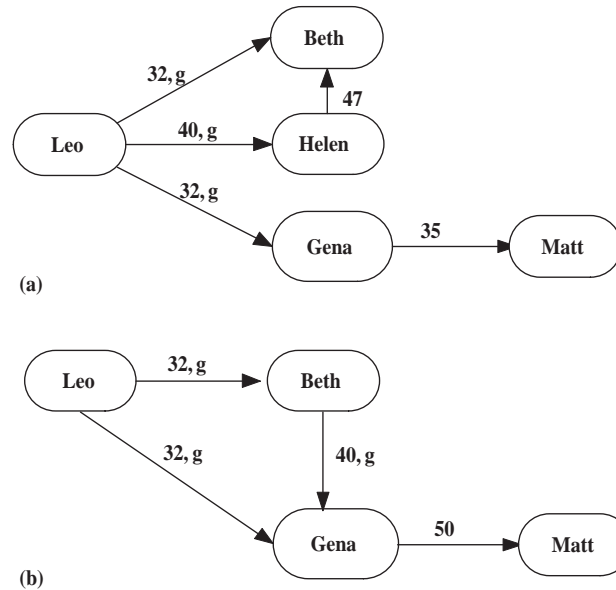 Beth
32, g
47
40, g
Leo
Helen
32, g
35
Gena
Matt
(a)
32, g
Leo
Beth
32, g
40, g
50
Gena
Matt
(b)